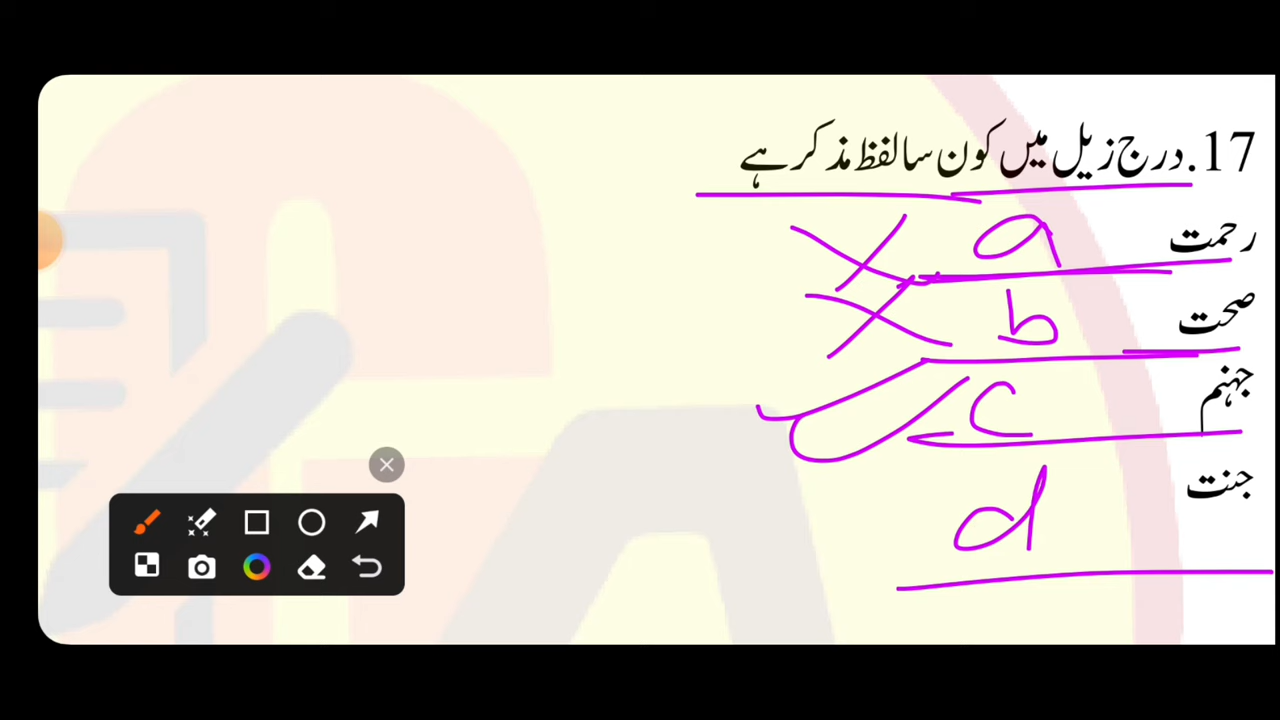 17. درج زیل میں کون سا لفظ مذکر ہے
رحمت a
صحت b
جہنم c
جنت d